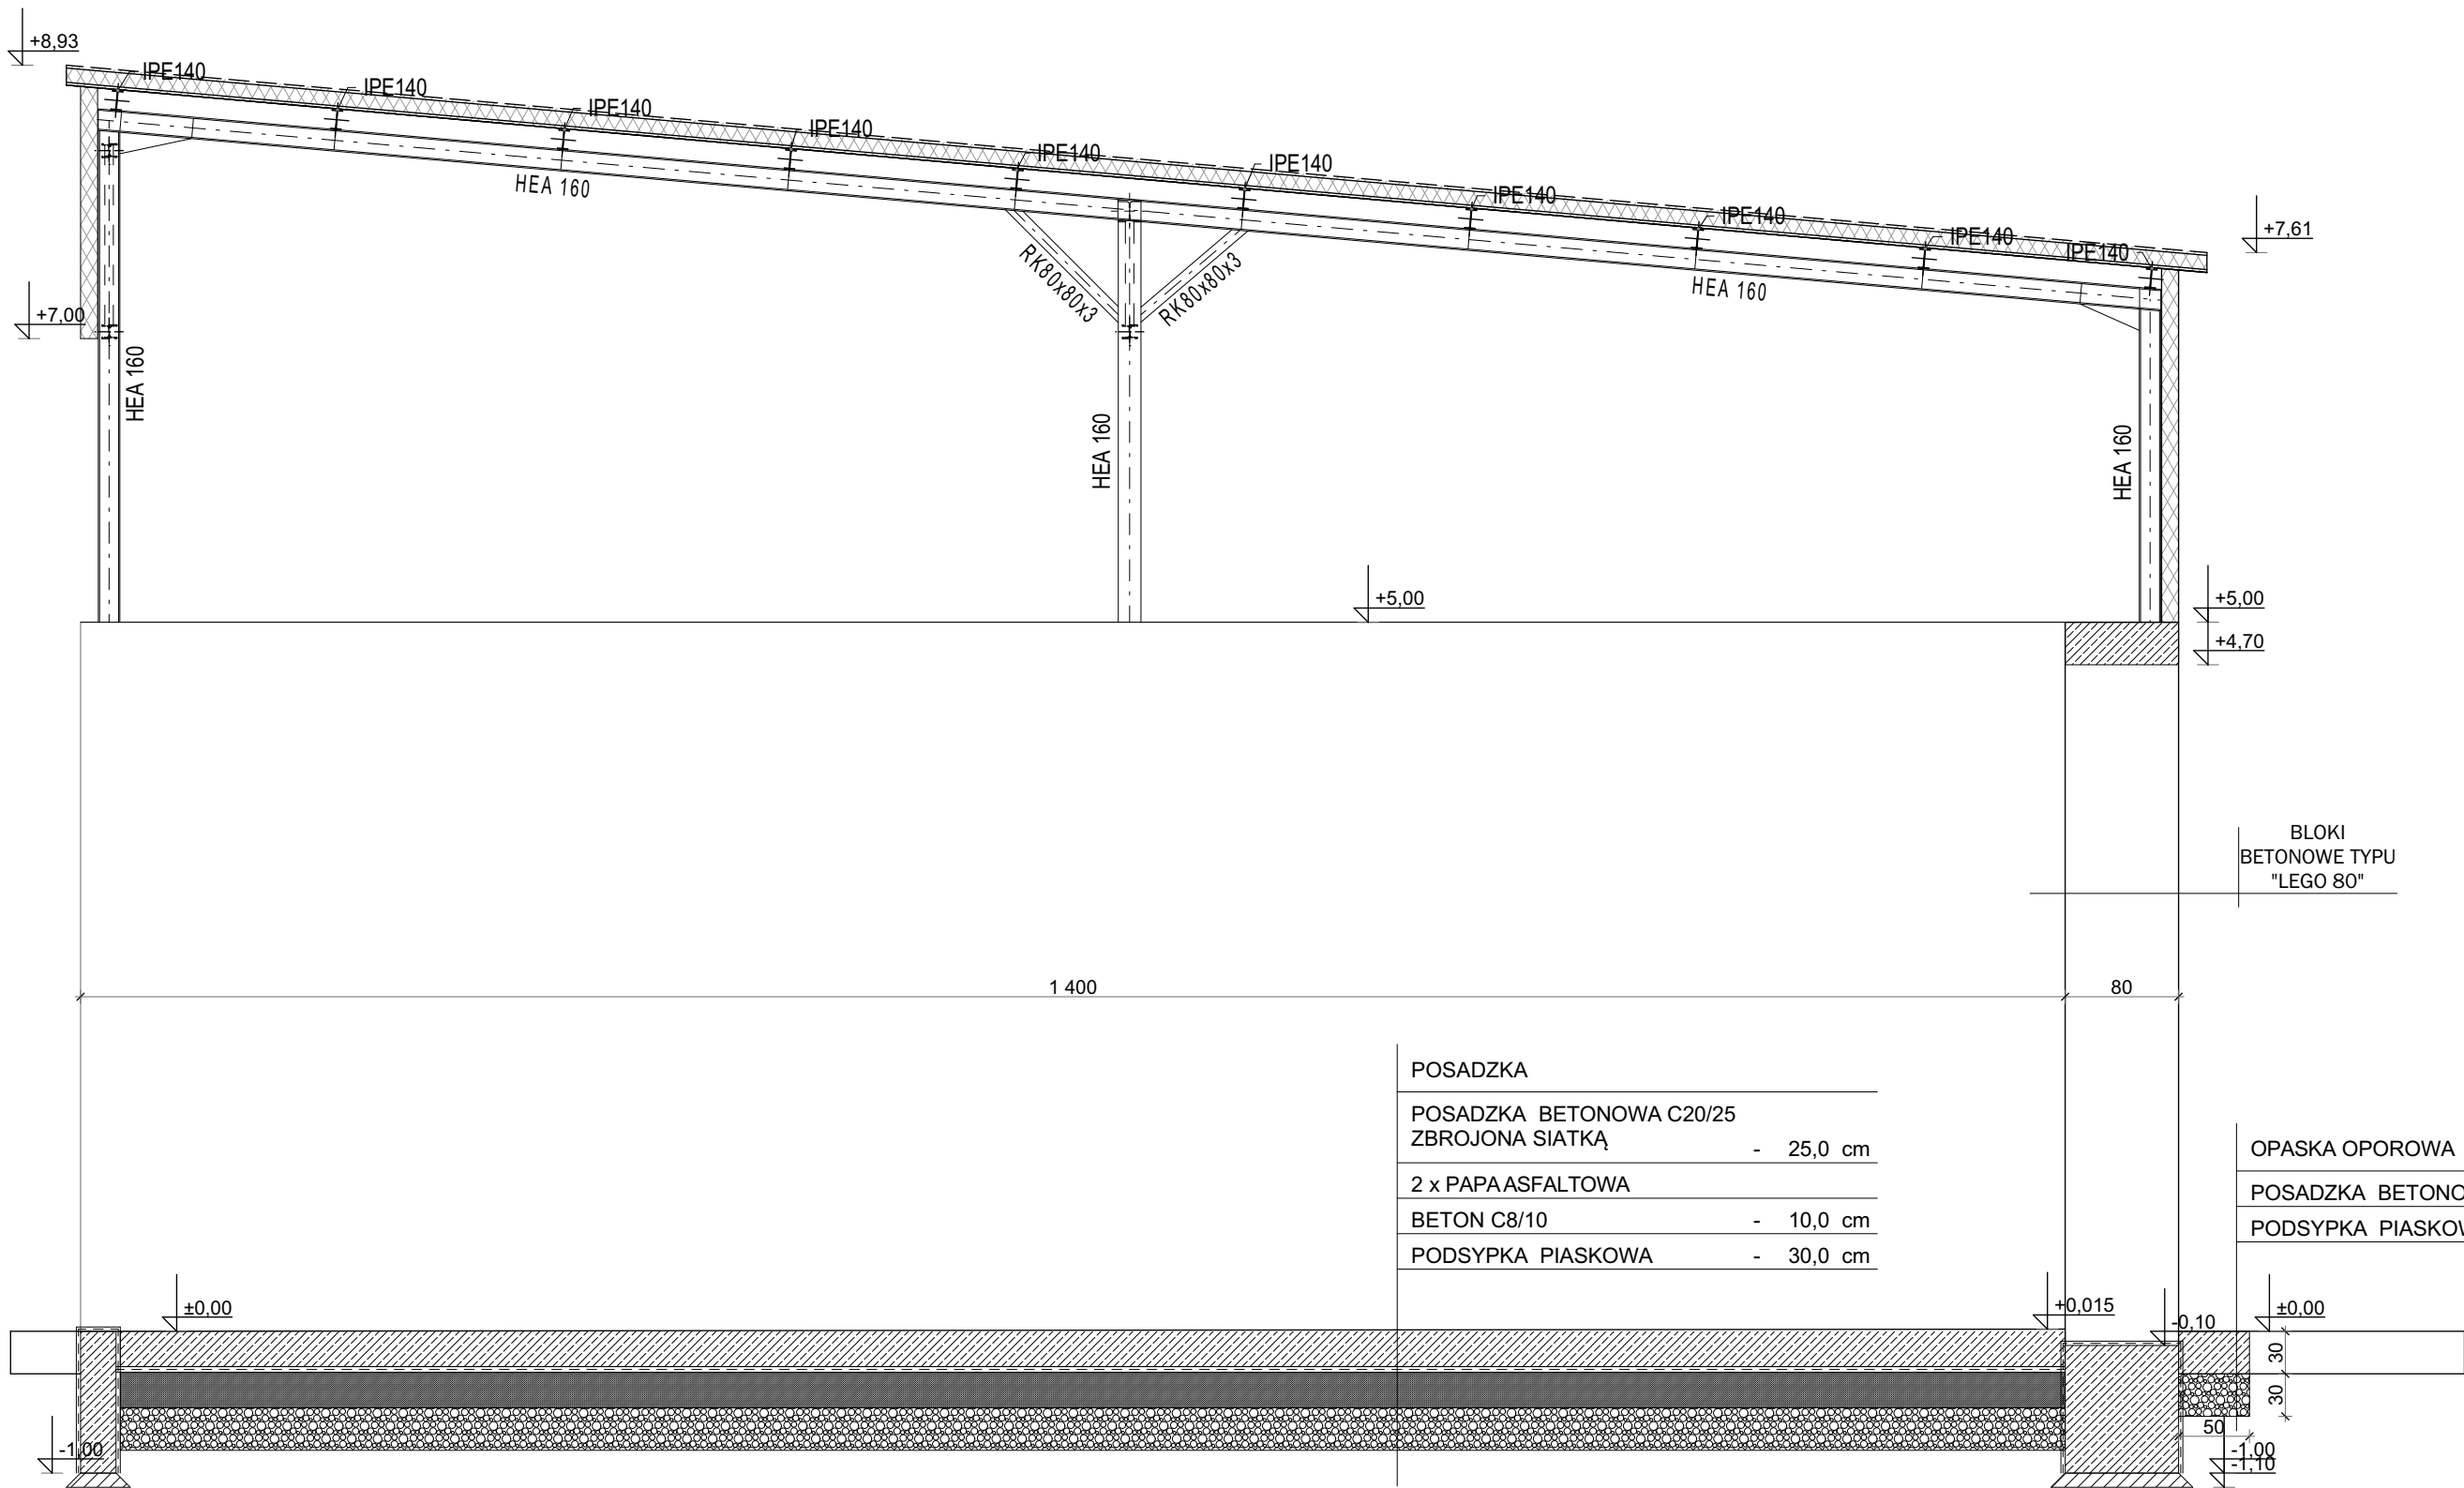 +8,93
IPE140
IPE140
IPE140
IPE140
IPE140
IPE140
IPE140
IPE140
IPE140
IPE140
+7,61
HEA 160
HEA 160
RK80x80x3
RK80x80x3
+7,00
HEA 160
HEA 160
HEA 160
+5,00
+5,00
+4,70
BLOKI
BETONOWE TYPU
"LEGO 80"
1 400
80
POSADZKA
POSADZKA BETONOWA C20/25
ZBROJONA SIATKĄ - 25,0 cm
2 x PAPA ASFALTOWA
BETON C8/10 - 10,0 cm
PODSYPKA PIASKOWA - 30,0 cm
OPASKA OPOROWA
POSADZKA BETONO
PODSYPKA PIASKOW
±0,00
+0,015
-0,10
±0,00
30
30
50
-1,00
-1,00
-1,10